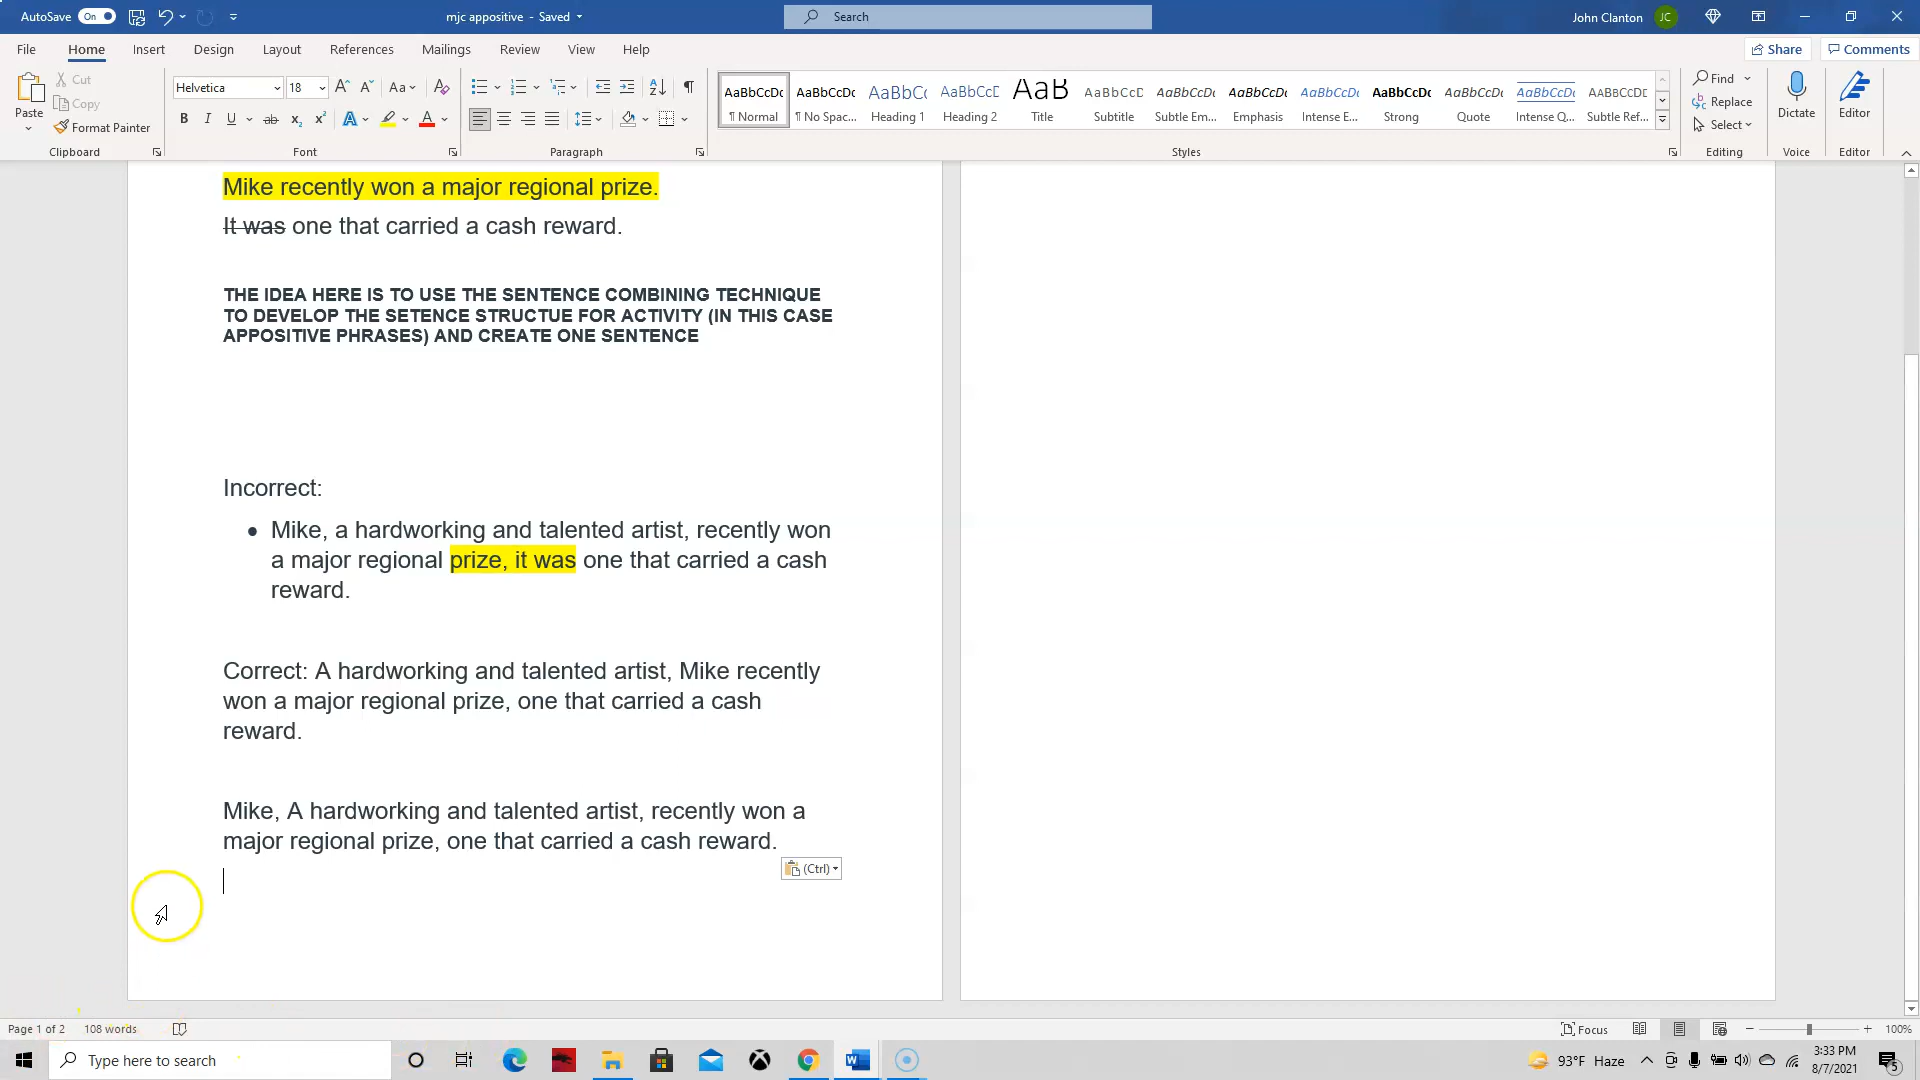 AutoSave On mjc appositive - Saved Search John Clanton JC
File Home Insert Design Layout References Mailings Review View Help Share Comments
Paste Cut Copy Format Painter
Clipboard
Helvetica 18
Font
Paragraph
AaBbCcDc AaBbCcDc AaBbCc AaBbCcD AaB AaBbCcD AaBbCcDc AaBbCcDc AaBbCcDc AaBbCcDc AaBbCcDc AaBbCcDc AaBbCcDd
¶ Normal ¶ No Spac... Heading 1 Heading 2 Title Subtitle Subtle Em... Emphasis Intense E... Strong Quote Intense Q... Subtle Ref...
Styles
Find
Replace
Select
Editing
Dictate
Voice
Editor
Editor
Mike recently won a major regional prize.
It was one that carried a cash reward.
THE IDEA HERE IS TO USE THE SENTENCE COMBINING TECHNIQUE
TO DEVELOP THE SETENCE STRUCTUE FOR ACTIVITY (IN THIS CASE
APPOSITIVE PHRASES) AND CREATE ONE SENTENCE
Incorrect:
• Mike, a hardworking and talented artist, recently won
a major regional prize, it was one that carried a cash
reward.
Correct: A hardworking and talented artist, Mike recently
won a major regional prize, one that carried a cash
reward.
Mike, A hardworking and talented artist, recently won a
major regional prize, one that carried a cash reward.
(Ctrl)
Page 1 of 2 108 words Focus 100%
Type here to search 93°F Haze 3:33 PM
8/7/2021 5